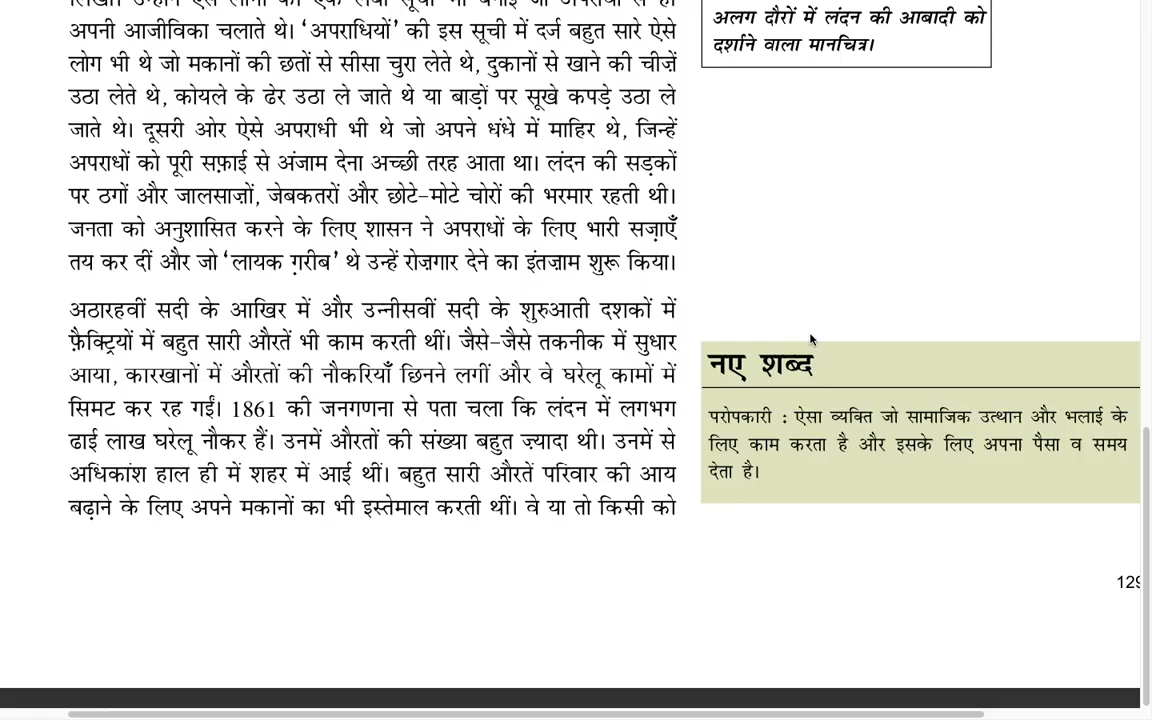 अपनी आजीविका चलाते थे। ‘अपराधियों’ की इस सूची में दर्ज बहुत सारे ऐसे
लोग भी थे जो मकानों की छतों से सीसा चुरा लेते थे, दुकानों से खाने की चीज़ें
उठा लेते थे, कोयले के ढेर उठा ले जाते थे या बाड़ों पर सूखे कपड़े उठा ले
जाते थे। दूसरी ओर ऐसे अपराधी भी थे जो अपने धंधे में माहिर थे, जिन्हें
अपराधों को पूरी सफ़ाई से अंजाम देना अच्छी तरह आता था। लंदन की सड़कों
पर ठगों और जालसाज़ों, जेबकतरों और छोटे-मोटे चोरों की भरमार रहती थी।
जनता को अनुशासित करने के लिए शासन ने अपराधों के लिए भारी सज़ाएँ
तय कर दीं और जो ‘लायक ग़रीब’ थे उन्हें रोज़गार देने का इंतज़ाम शुरू किया।
अठारहवीं सदी के आखिर में और उन्नीसवीं सदी के शुरुआती दशकों में
फ़ैक्ट्रियों में बहुत सारी औरतें भी काम करती थीं। जैसे-जैसे तकनीक में सुधार
आया, कारखानों में औरतों की नौकरियाँ छिनने लगीं और वे घरेलू कामों में
सिमट कर रह गईं। 1861 की जनगणना से पता चला कि लंदन में लगभग
ढाई लाख घरेलू नौकर हैं। उनमें औरतों की संख्या बहुत ज़्यादा थी। उनमें से
अधिकांश हाल ही में शहर में आई थीं। बहुत सारी औरतें परिवार की आय
बढ़ाने के लिए अपने मकानों का भी इस्तेमाल करती थीं। वे या तो किसी को
अलग दौरों में लंदन की आबादी को
दर्शाने वाला मानचित्र।
नए शब्द
परोपकारी : ऐसा व्यक्ति जो सामाजिक उत्थान और भलाई के
लिए काम करता है और इसके लिए अपना पैसा व समय
देता है।
129